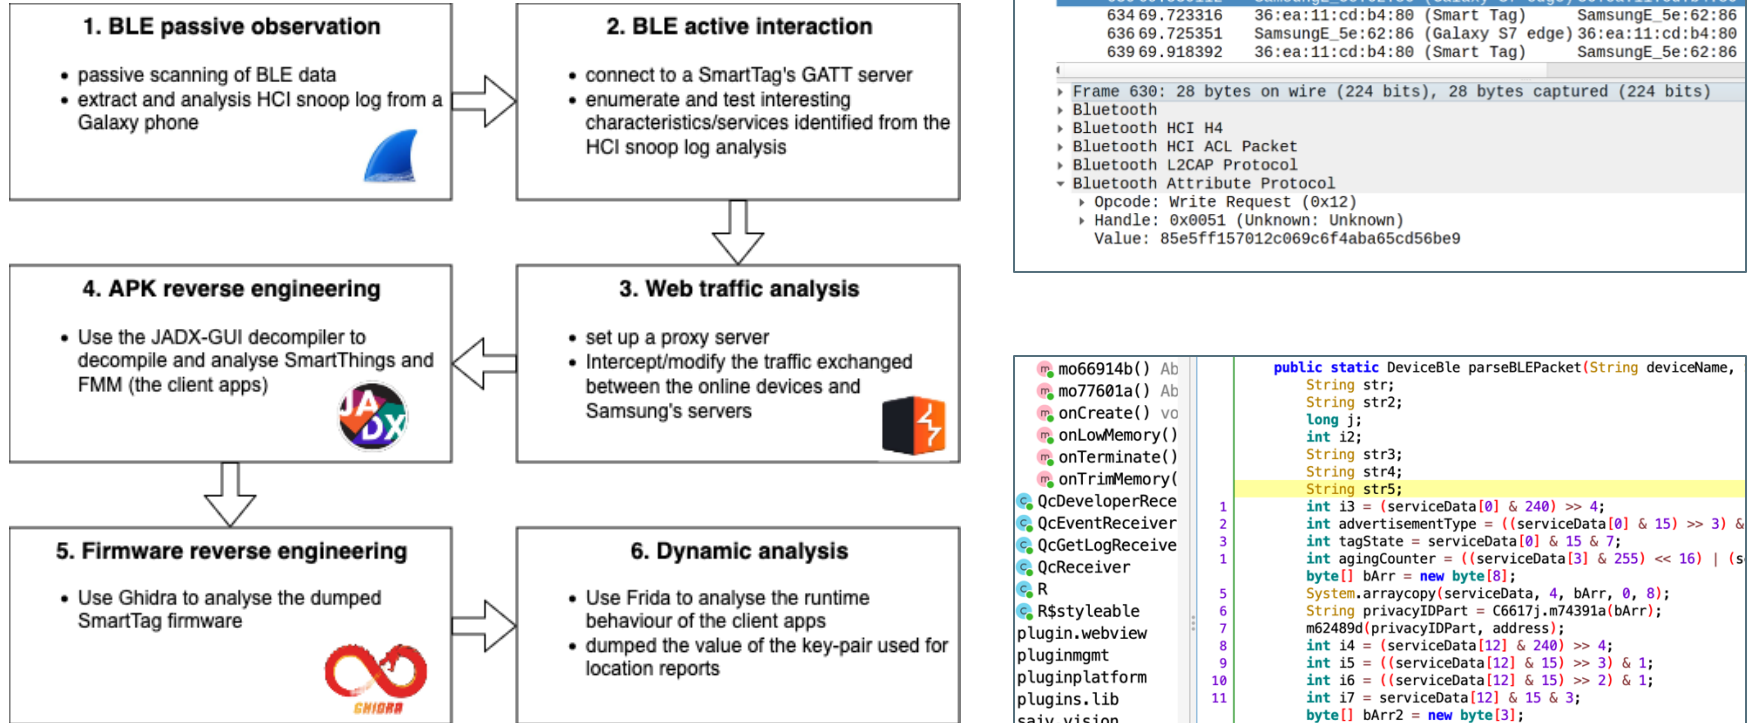 1. BLE passive observation
• passive scanning of BLE data
• extract and analysis HCI snoop log from a
Galaxy phone
2. BLE active interaction
• connect to a SmartTag's GATT server
• enumerate and test interesting
characteristics/services identified from the
HCI snoop log analysis
4. APK reverse engineering
• Use the JADX-GUI decompiler to
decompile and analyse SmartThings and
FMM (the client apps)
JADX
3. Web traffic analysis
• set up a proxy server
• Intercept/modify the traffic exchanged
between the online devices and
Samsung's servers
5. Firmware reverse engineering
• Use Ghidra to analyse the dumped
SmartTag firmware
GHIDRA
6. Dynamic analysis
• Use Frida to analyse the runtime
behaviour of the client apps
• dumped the value of the key-pair used for
location reports
634 69.723316 36:ea:11:cd:b4:80 (Smart Tag) SamsungE_5e:62:86
636 69.725351 SamsungE_5e:62:86 (Galaxy S7 edge) 36:ea:11:cd:b4:80
639 69.918392 36:ea:11:cd:b4:80 (Smart Tag) SamsungE_5e:62:86
Frame 630: 28 bytes on wire (224 bits), 28 bytes captured (224 bits)
Bluetooth
Bluetooth HCI H4
Bluetooth HCI ACL Packet
Bluetooth L2CAP Protocol
Bluetooth Attribute Protocol
Opcode: Write Request (0x12)
Handle: 0x0051 (Unknown: Unknown)
Value: 85e5ff157012c069c6f4aba65cd56be9
mo66914b() Ab
mo77601a() Ab
onCreate() vo
onLowMemory()
onTerminate()
onTrimMemory(
QcDeveloperRece
QcEventReceiver
QcGetLogReceive
QcReceiver
R
R$styleable
plugin.webview
pluginmgmt
pluginplatform
plugins.lib
saiv.vision
public static DeviceBle parseBLEPacket(String deviceName,
String str;
String str2;
long j;
int i2;
String str3;
String str4;
String str5;
1 int i3 = (serviceData[0] & 240) >> 4;
2 int advertisementType = ((serviceData[0] & 15) >> 3) &
3 int tagState = serviceData[0] & 15 & 7;
1 int agingCounter = ((serviceData[3] & 255) << 16) | (s
byte[] bArr = new byte[8];
5 System.arraycopy(serviceData, 4, bArr, 0, 8);
6 String privacyIDPart = C6617j.m74391a(bArr);
7 m62489d(privacyIDPart, address);
8 int i4 = (serviceData[12] & 240) >> 4;
9 int i5 = ((serviceData[12] & 15) >> 3) & 1;
10 int i6 = ((serviceData[12] & 15) >> 2) & 1;
11 int i7 = serviceData[12] & 15 & 3;
byte[] bArr2 = new byte[3];